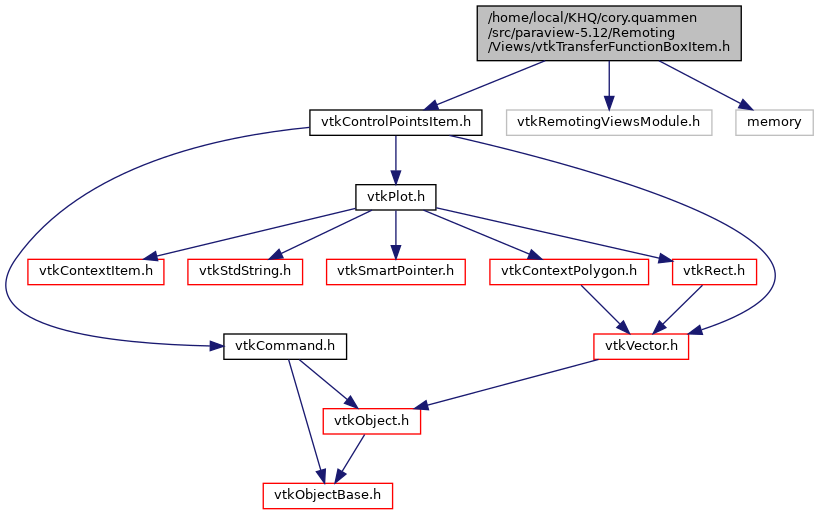 /home/local/KHQ/cory.quammen
/src/paraview-5.12/Remoting
/Views/vtkTransferFunctionBoxItem.h
vtkControlPointsItem.h
vtkRemotingViewsModule.h
memory
vtkPlot.h
vtkContextItem.h
vtkStdString.h
vtkSmartPointer.h
vtkContextPolygon.h
vtkRect.h
vtkCommand.h
vtkVector.h
vtkObject.h
vtkObjectBase.h